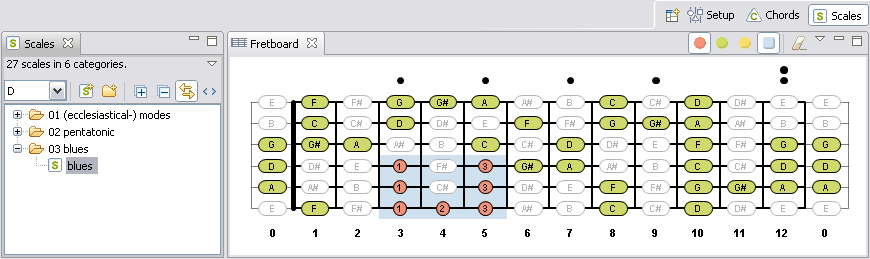 Setup Chords S Scales
S Scales
Fretboard
27 scales in 6 categories.
D
01 (ecclesiastical-) modes
02 pentatonic
03 blues
S blues
E F F# G G# A A# B C C# D D# E E
B C C# D D# E F F# G G# A A# B B
G G# A A# B C C# D D# E F F# G G
D D# E 1 F# 3 G# A A# B C C# D D
A A# B 1 C# 3 D# E F F# G G# A A
E F F# 1 2 3 A# B C C# D D# E E
0 1 2 3 4 5 6 7 8 9 10 11 12 0